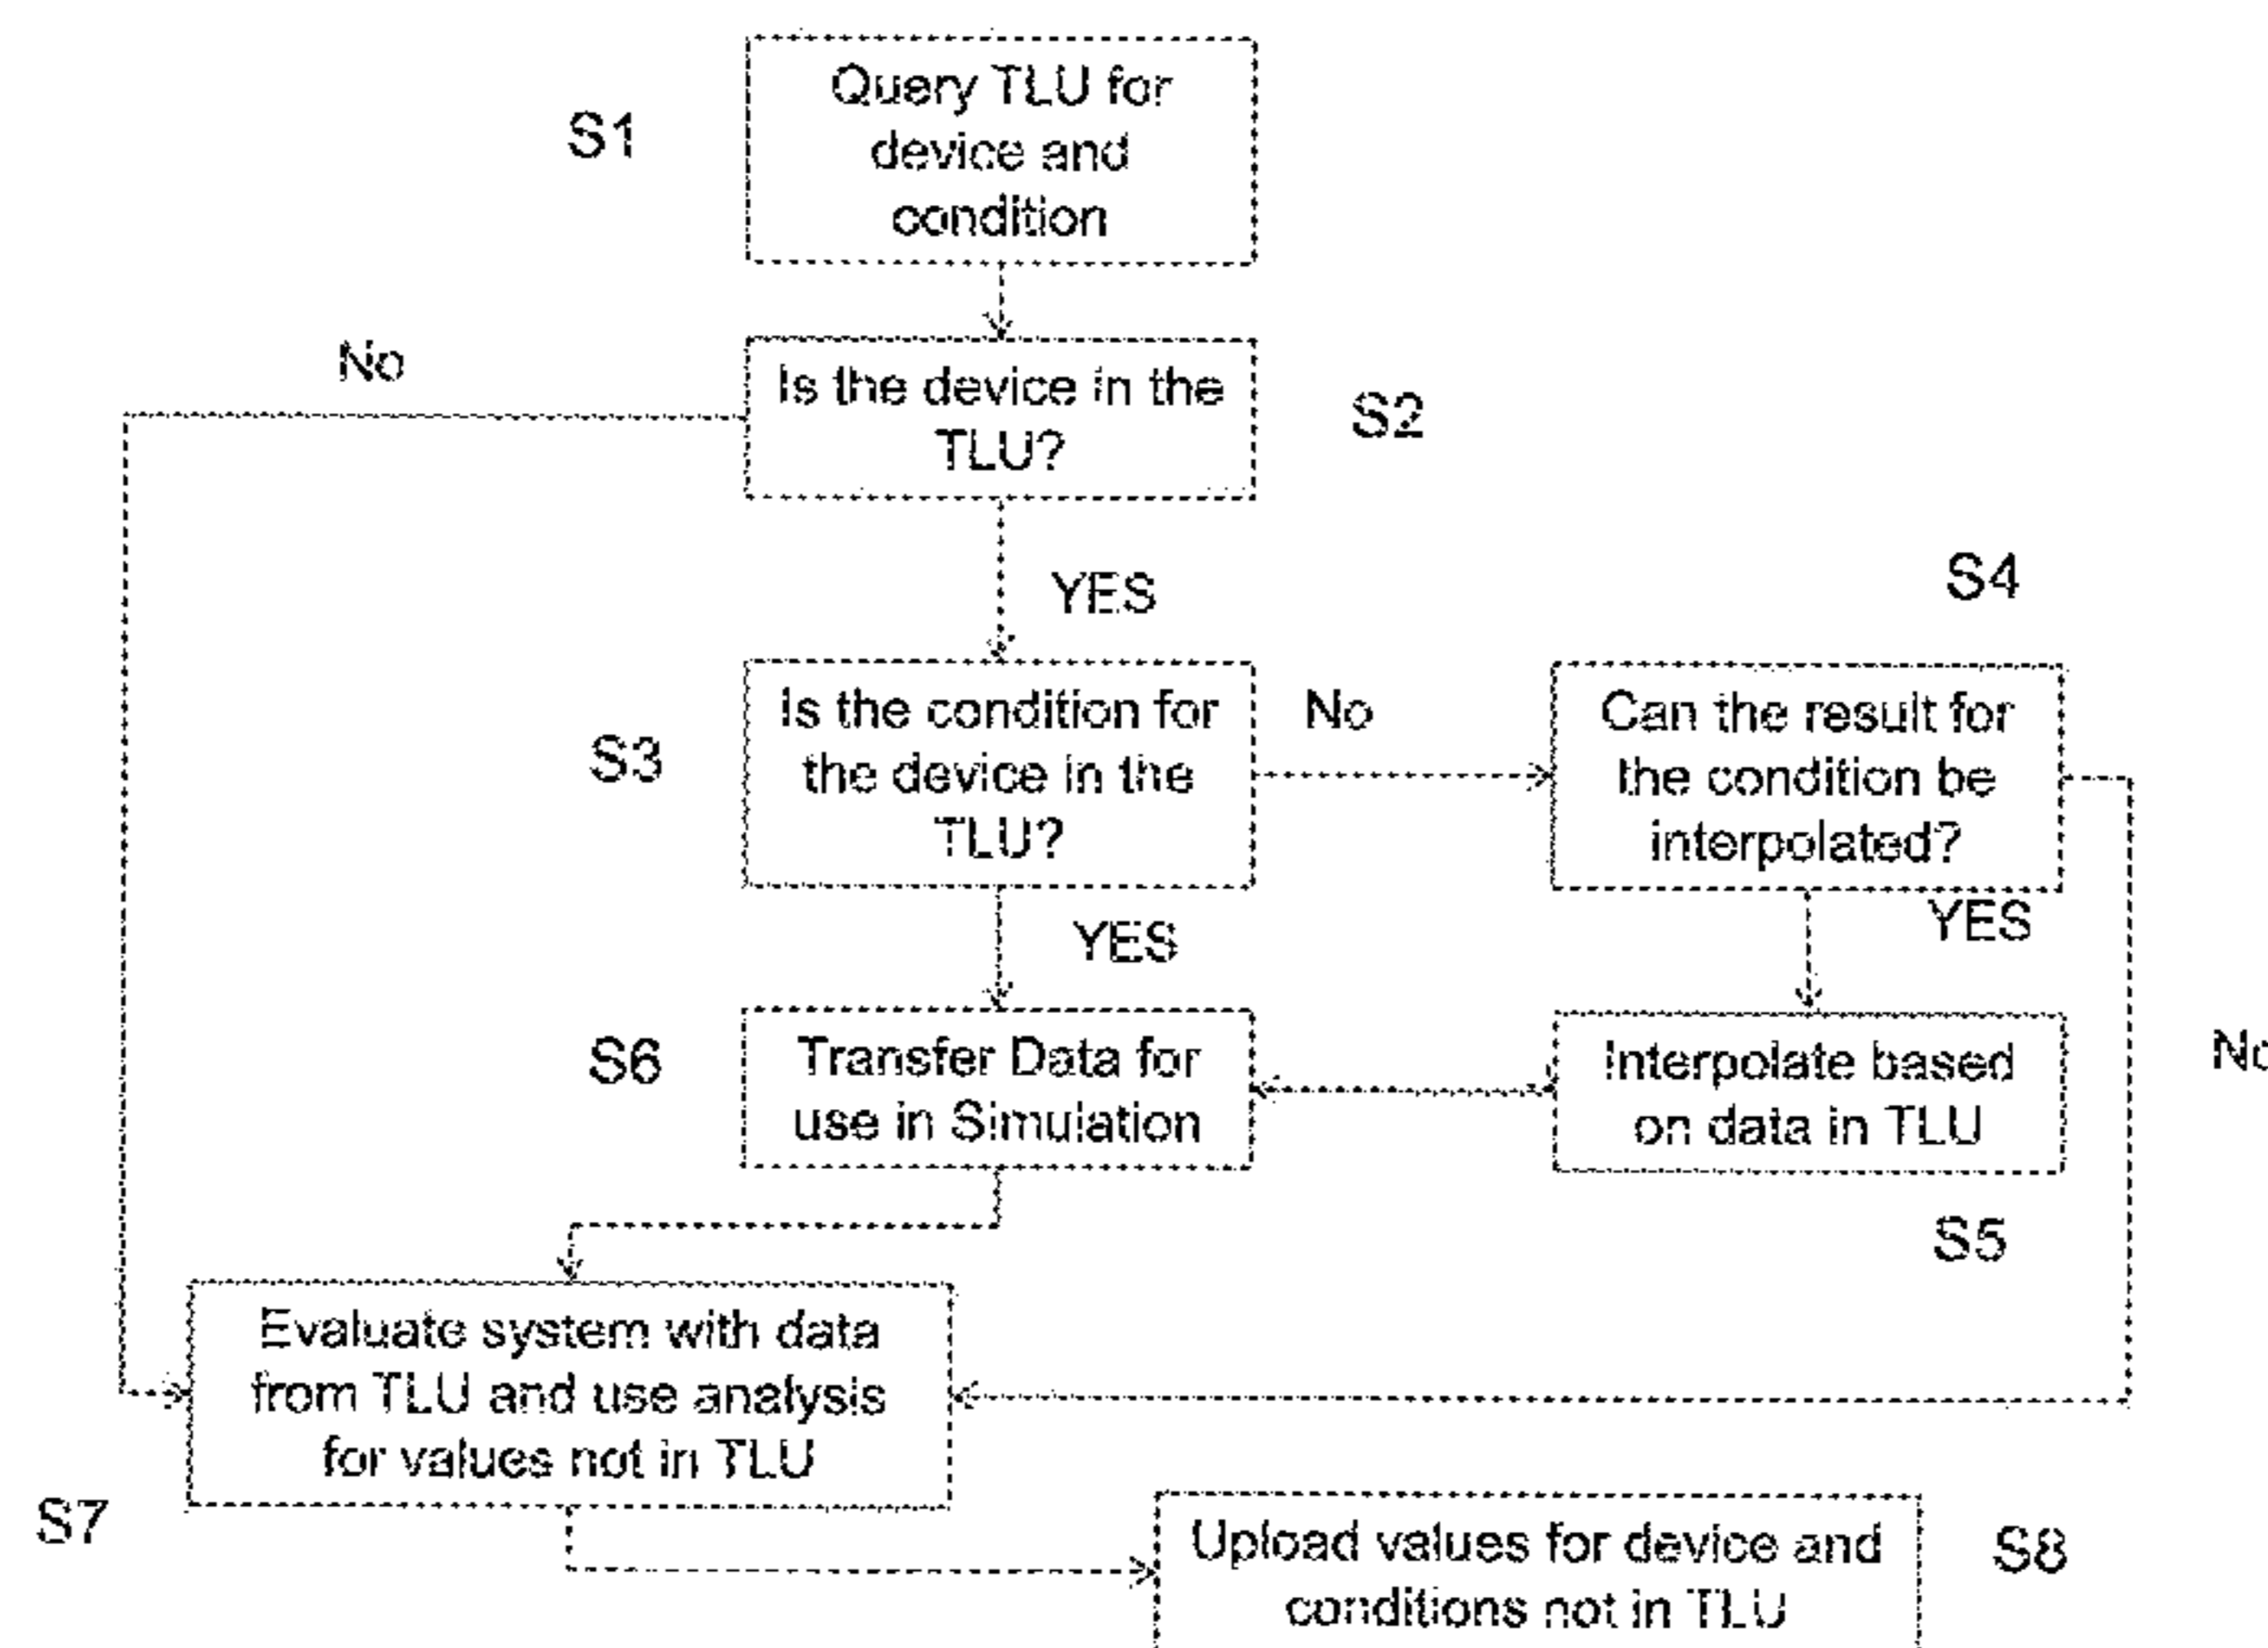 S1
Query TLU for
device and
condition
No
Is the device in the
TLU?
S2
YES
S4
S3
Is the condition for
the device in the
TLU?
No
Can the result for
the condition be
interpolated?
YES
YES
S6
Transfer Data for
use in Simulation
Interpolate based
on data in TLU
No
S5
Evaluate system with data
from TLU and use analysis
for values not in TLU
S7
Upload values for device and
conditions not in TLU
S8